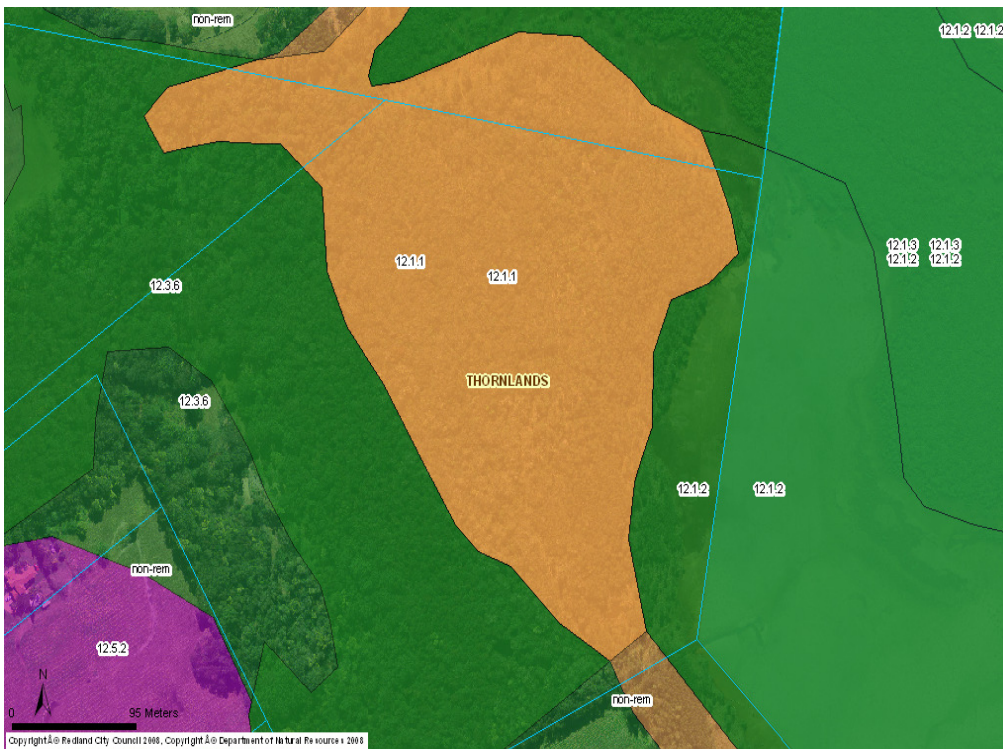 non-rem
12.1.2 12.1.2
12.1.3 12.1.3
12.1.2 12.1.2
12.1.1
12.1.1
12.3.6
THORNLANDS
12.3.6
12.1.2
12.1.2
non-rem
12.5.2
N
non-rem
0 95 Meters
Copyright Â© Redland City Council 2008, Copyright Â© Department of Natural Resources 2008